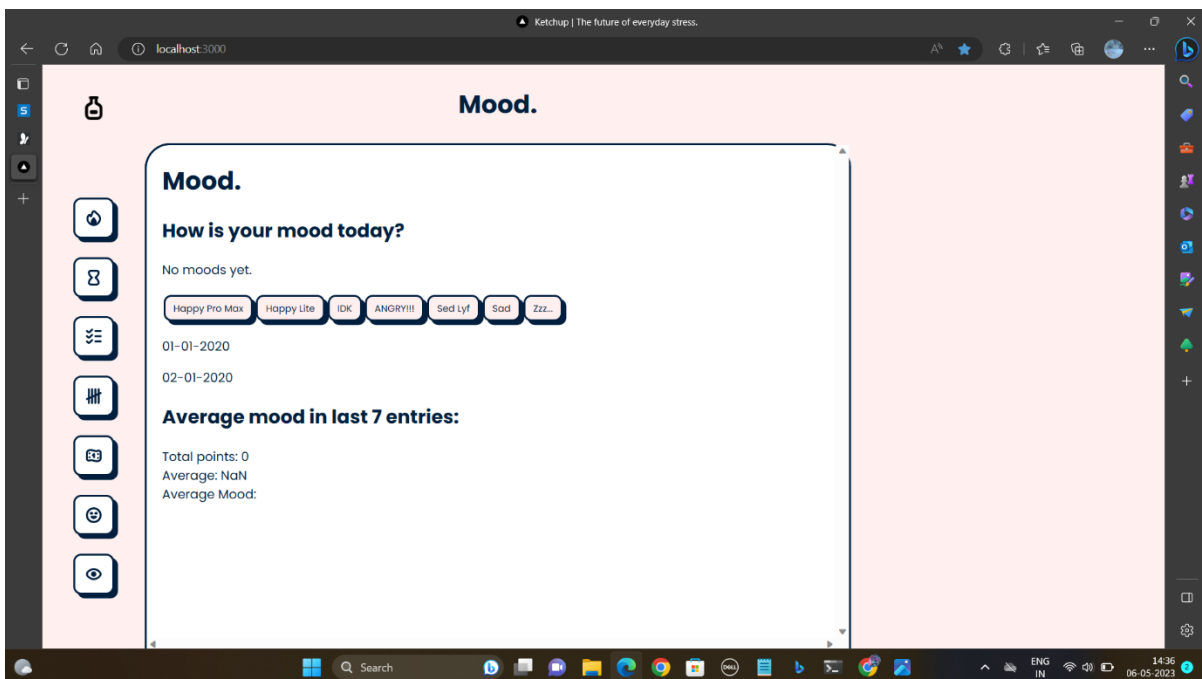 Ketchup | The future of everyday stress.
localhost:3000
Mood.
Mood.
How is your mood today?
No moods yet.
Happy Pro Max Happy Lite IDK ANGRY!!! Sed Lyf Sad Zzz...
01-01-2020
02-01-2020
Average mood in last 7 entries:
Total points: 0
Average: NaN
Average Mood:
Search
ENG
IN
14:36
06-05-2023
2